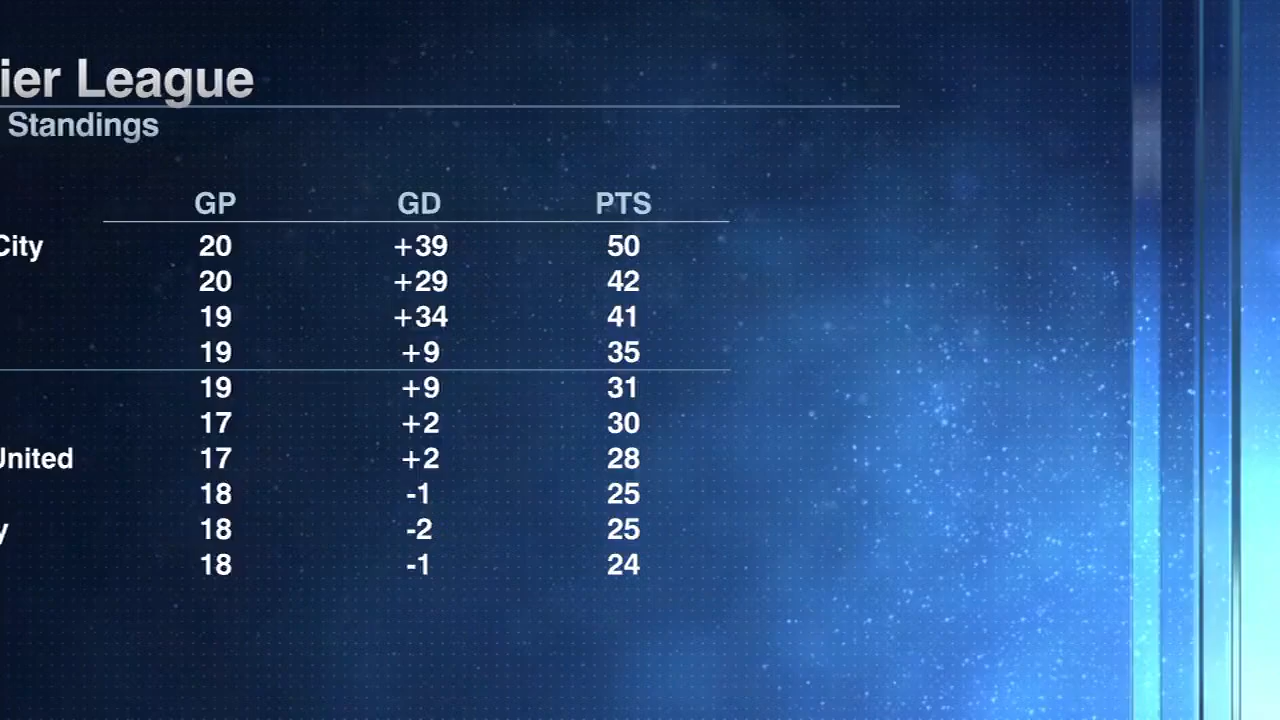 ier League
Standings
GP GD PTS
City 20 +39 50
20 +29 42
19 +34 41
19 +9 35
19 +9 31
17 +2 30
United 17 +2 28
18 -1 25
y 18 -2 25
18 -1 24